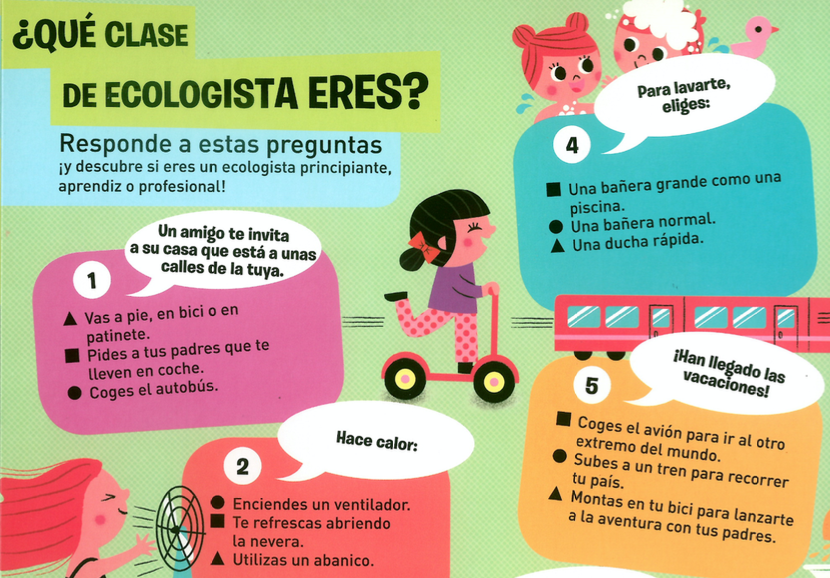 ¿QUÉ CLASE
DE ECOLOGISTA ERES?
Responde a estas preguntas
¡y descubre si eres un ecologista principiante,
aprendiz o profesional!
1
Un amigo te invita
a su casa que está a unas
calles de la tuya.
▲ Vas a pie, en bici o en
patinete.
■ Pides a tus padres que te
lleven en coche.
● Coges el autobús.
2
Hace calor:
● Enciendes un ventilador.
■ Te refrescas abriendo
la nevera.
▲ Utilizas un abanico.
4
Para lavarte,
eliges:
■ Una bañera grande como una
piscina.
● Una bañera normal.
▲ Una ducha rápida.
5
¡Han llegado las
vacaciones!
■ Coges el avión para ir al otro
extremo del mundo.
● Subes a un tren para recorrer
tu país.
▲ Montas en tu bici para lanzarte
a la aventura con tus padres.